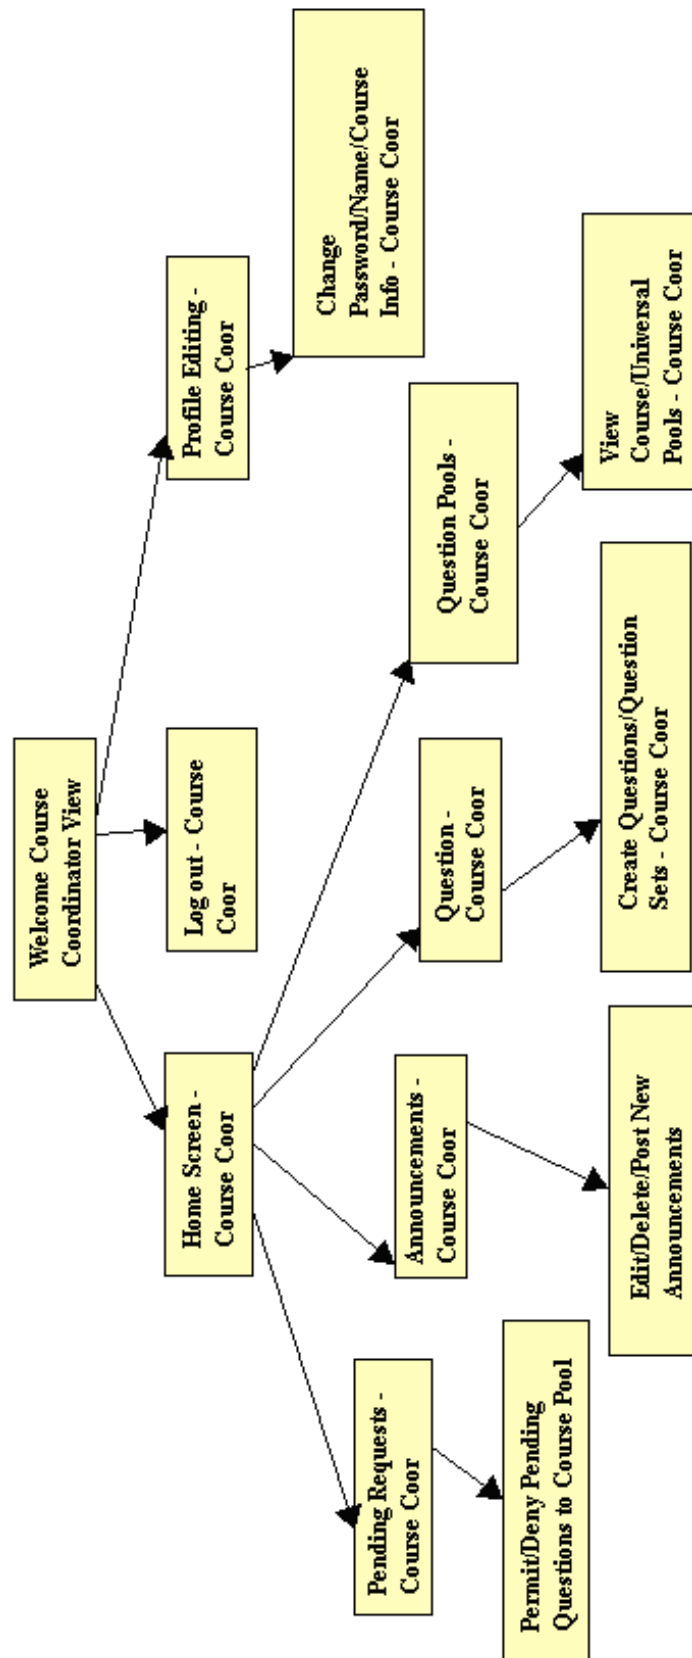 Welcome Course
Coordinator View
Home Screen -
Course Coor
Log out - Course
Coor
Profile Editing -
Course Coor
Change
Password/Name/Course
Info - Course Coor
Pending Requests -
Course Coor
Announcements -
Course Coor
Question -
Course Coor
Question Pools -
Course Coor
Permit/Deny Pending
Questions to Course Pool
Edit/Delete/Post New
Announcements
Create Questions/Question
Sets - Course Coor
View
Course/Universal
Pools - Course Coor